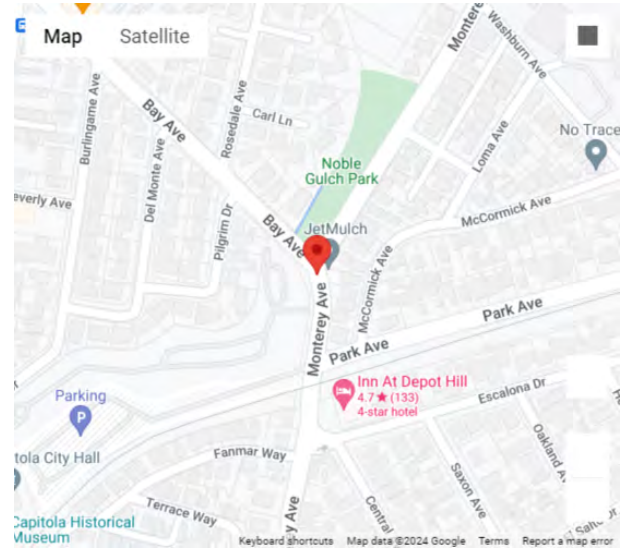 Map
Satellite
Monterey
Washburn Ave
Bay Ave
Burlingame Ave
Rosedale Ave
Carl Ln
Loma Ave
No Trace
Noble
Gulch Park
Del Monte Ave
everly Ave
Pilgrim Dr
Bay Ave
JetMulch
McCormick Ave
McCormick Ave
Monterey Ave
Park Ave
Park Ave
Inn At Depot Hill
4.7★(133)
4-star hotel
Escalona Dr
Parking
P
tola City Hall
Fanmar Way
Oakland Av
Saxon Ave
Central
Terrace Way
y Ave
Capitola Historical
Museum
Keyboard shortcuts
Map data ©2024 Google
Terms
Report a map error